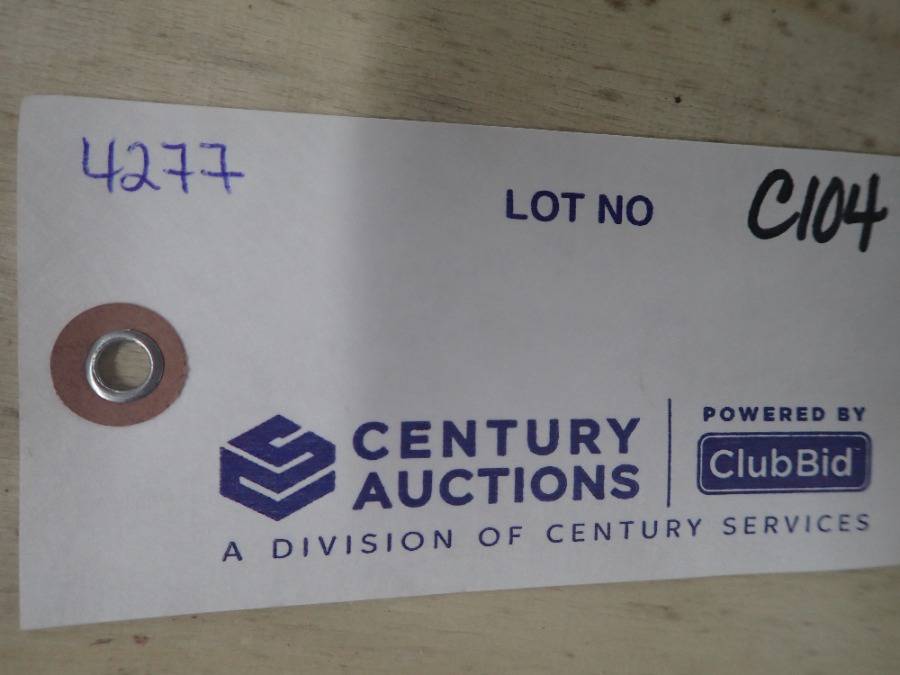 4277
LOT NO C104
CENTURY AUCTIONS
POWERED BY
ClubBid
A DIVISION OF CENTURY SERVICES